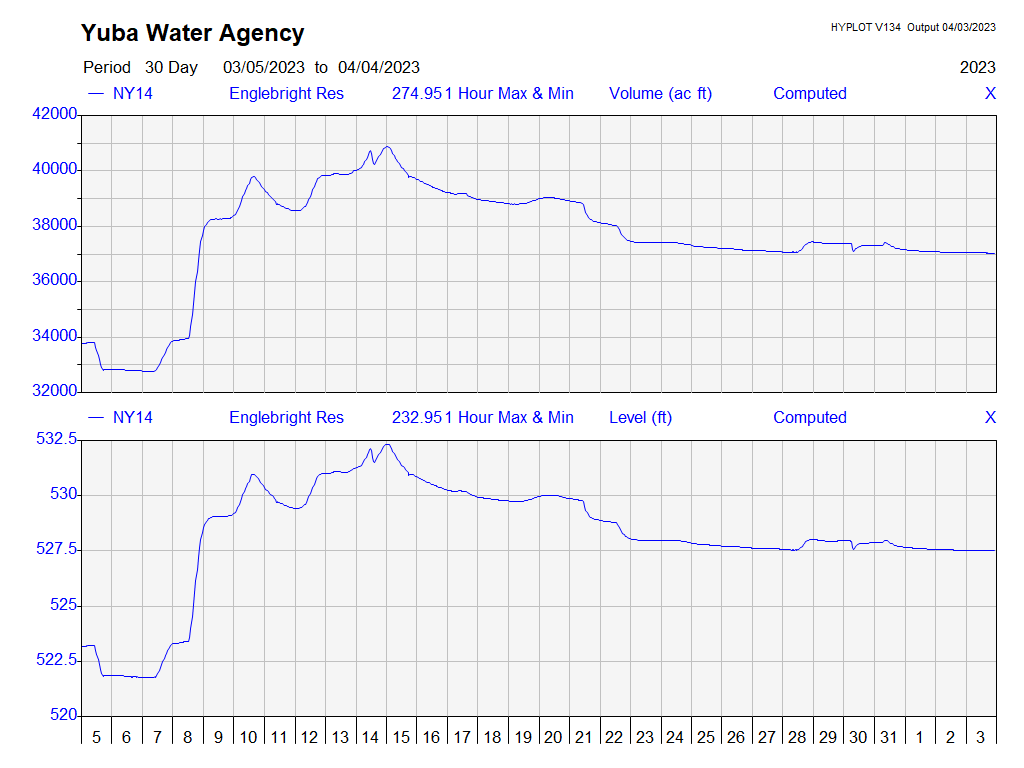 Yuba Water Agency
HYPLOT V134 Output 04/03/2023
Period 30 Day 03/05/2023 to 04/04/2023 2023
NY14 Englebright Res 274.951 Hour Max & Min Volume (ac ft) Computed X
42000
40000
38000
36000
34000
32000
NY14 Englebright Res 232.951 Hour Max & Min Level (ft) Computed X
532.5
530
527.5
525
522.5
520
5 6 7 8 9 10 11 12 13 14 15 16 17 18 19 20 21 22 23 24 25 26 27 28 29 30 31 1 2 3